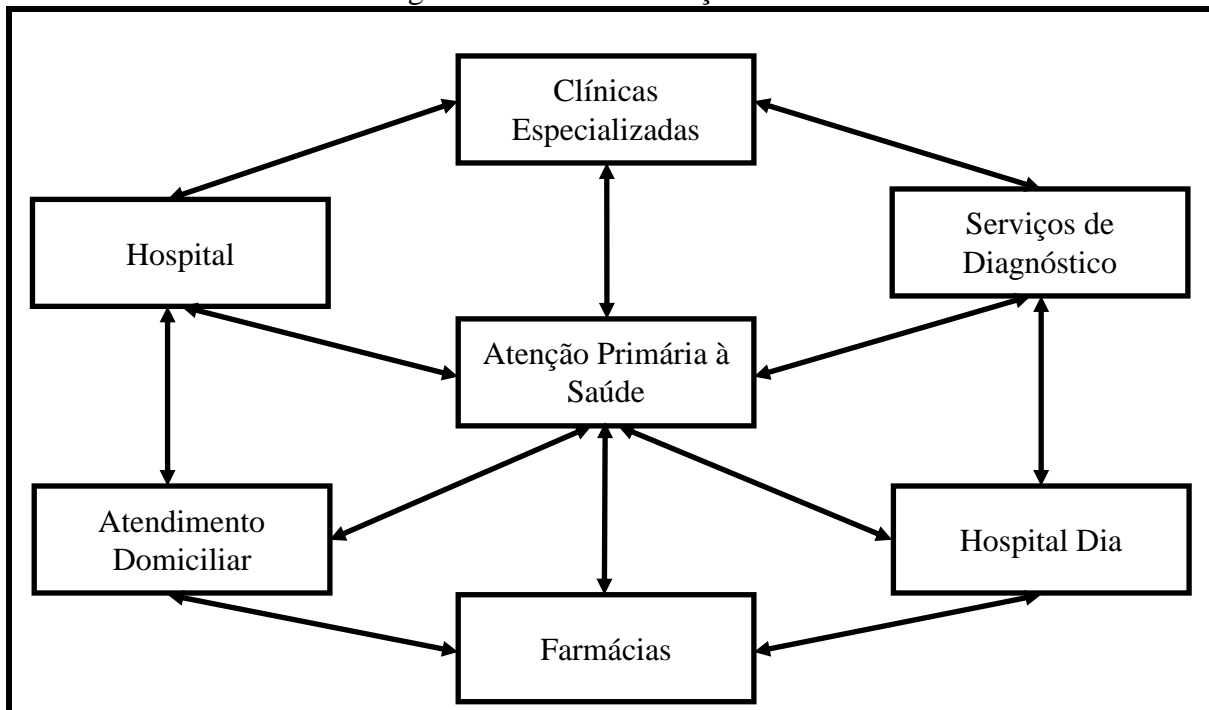 Clínicas
Especializadas
Hospital
Serviços de
Diagnóstico
Atenção Primária à
Saúde
Atendimento
Domiciliar
Hospital Dia
Farmácias